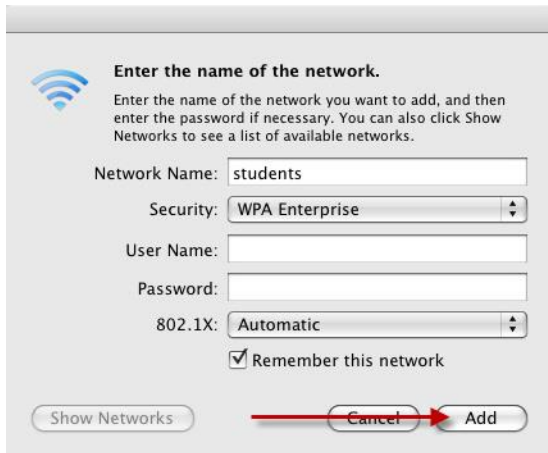 Enter the name of the network.
Enter the name of the network you want to add, and then
enter the password if necessary. You can also click Show
Networks to see a list of available networks.
Network Name: students
Security: WPA Enterprise
User Name:
Password:
802.1X: Automatic
Remember this network
Show Networks Cancel Add